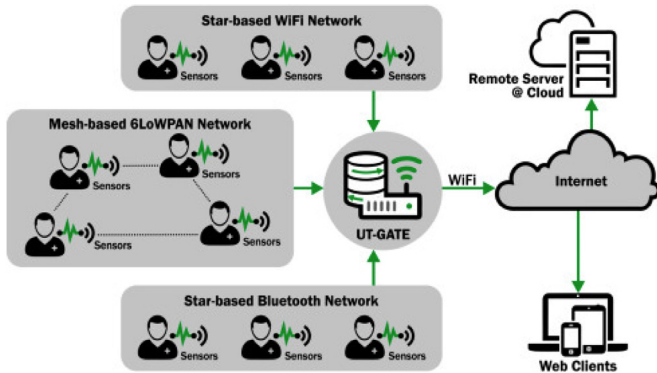 Star-based WiFi Network
Sensors
Sensors
Sensors
Mesh-based 6LoWPAN Network
Sensors
Sensors
Sensors
Sensors
UT-GATE
WiFi
Internet
Remote Server
@ Cloud
Star-based Bluetooth Network
Sensors
Sensors
Sensors
Web Clients